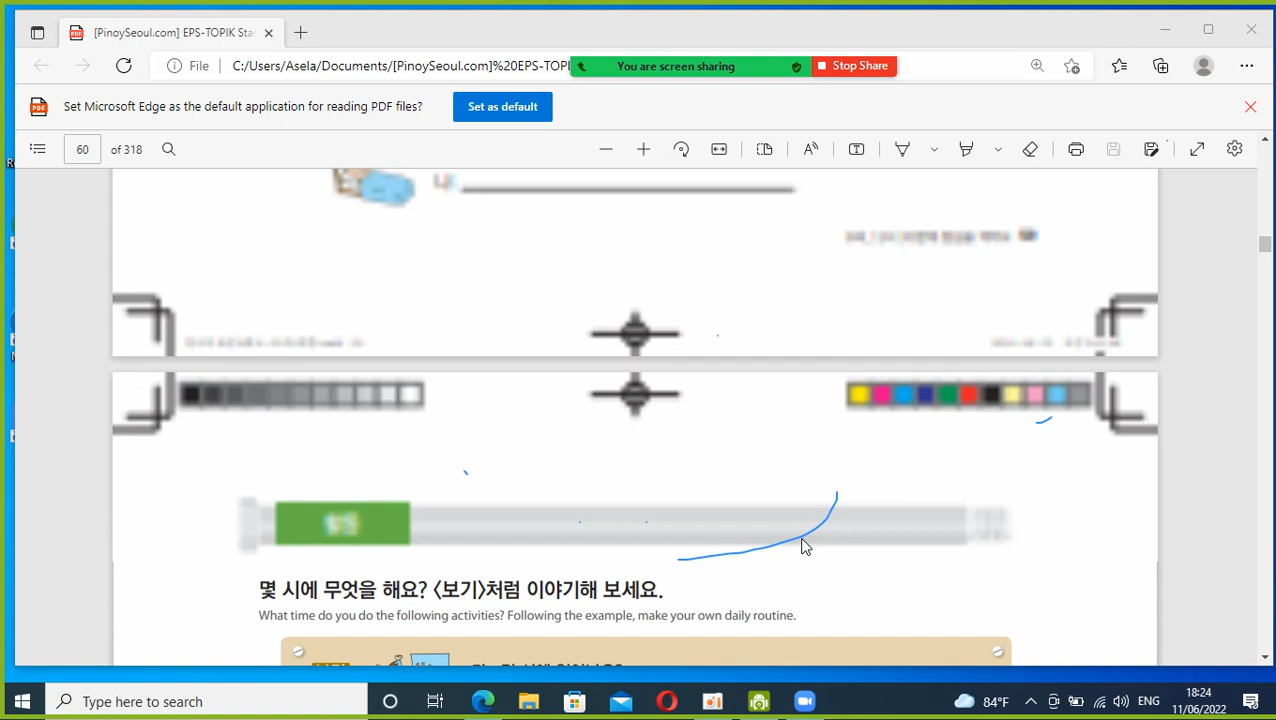 [PinoySeoul.com] EPS-TOPIK Sta
File
C:/Users/Asela/Documents/[PinoySeoul.com]%20EPS-TOPI
You are screen sharing
Stop Share
Set Microsoft Edge as the default application for reading PDF files?
Set as default
60
of 318
몇 시에 무엇을 해요? 〈보기〉처럼 이야기해 보세요.
What time do you do the following activities? Following the example, make your own daily routine.
Type here to search
84°F
ENG
18:24
11/06/2022